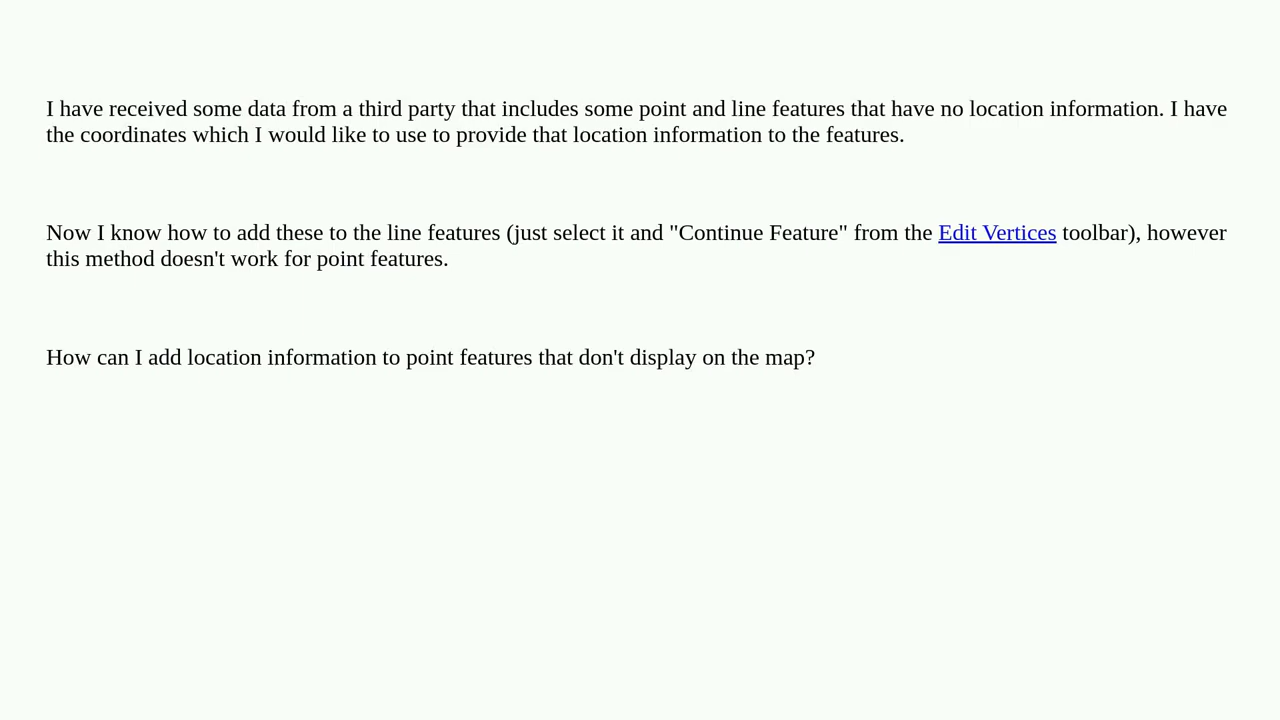 I have received some data from a third party that includes some point and line features that have no location information. I have
the coordinates which I would like to use to provide that location information to the features.
Now I know how to add these to the line features (just select it and "Continue Feature" from the Edit Vertices toolbar), however
this method doesn't work for point features.
How can I add location information to point features that don't display on the map?